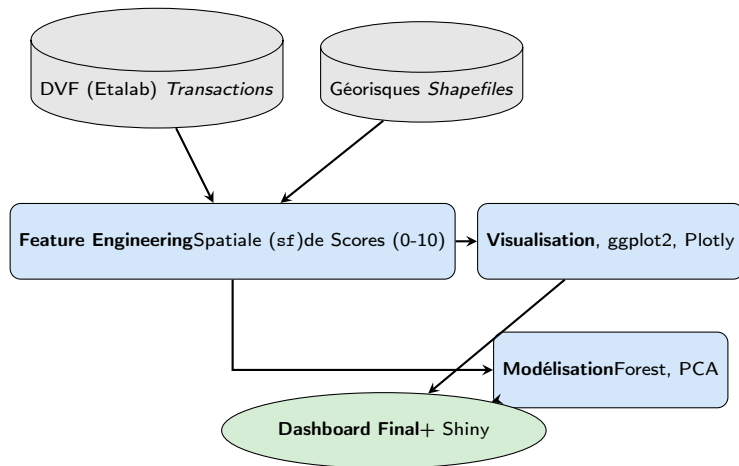 DVF (Etalab) Transactions
Géorisques Shapefiles
Feature EngineeringSpatiale (sf)de Scores (0-10)
Visualisation, ggplot2, Plotly
ModélisationForest, PCA
Dashboard Final+ Shiny